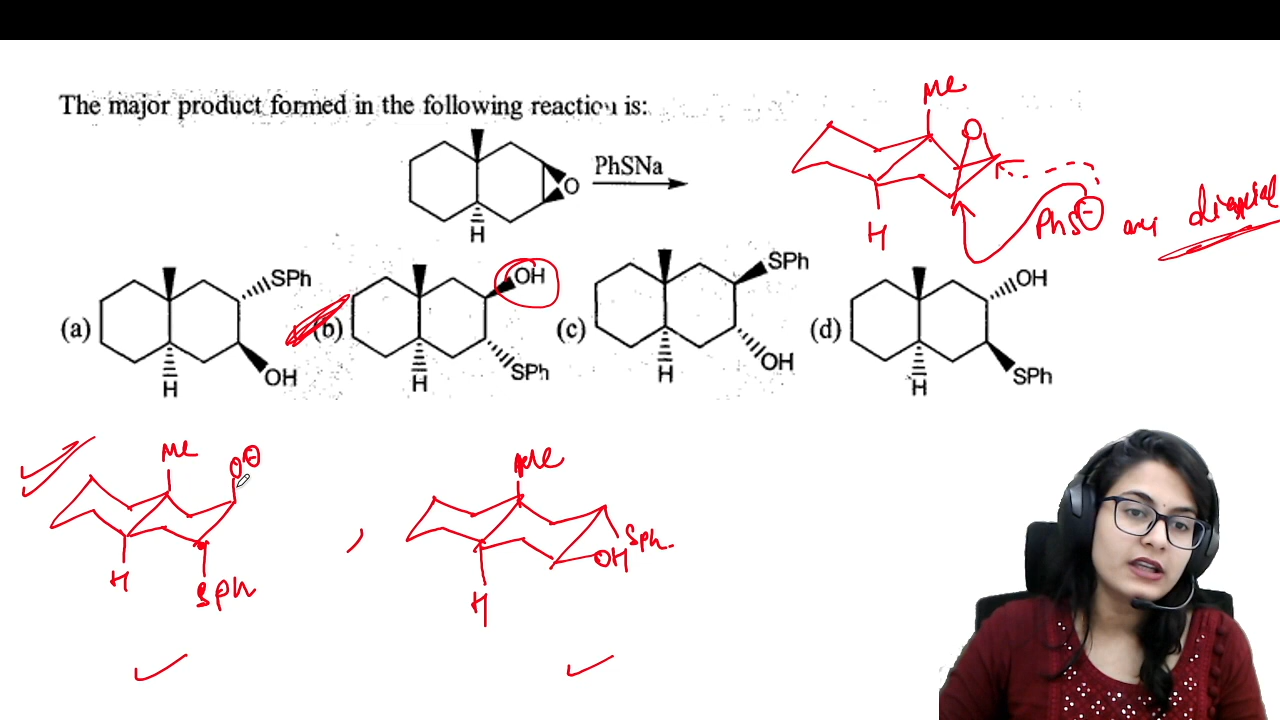 The major product formed in the following reaction is:
Me
O
PhSNa
O
H
H
PhS⊖
diaxial
(a)
SPh
OH
H
(b)
OH
SPh
H
(c)
SPh
OH
H
(d)
OH
SPh
H
Me
O⊖
H
SPh
,
Me
SPh
OH
H